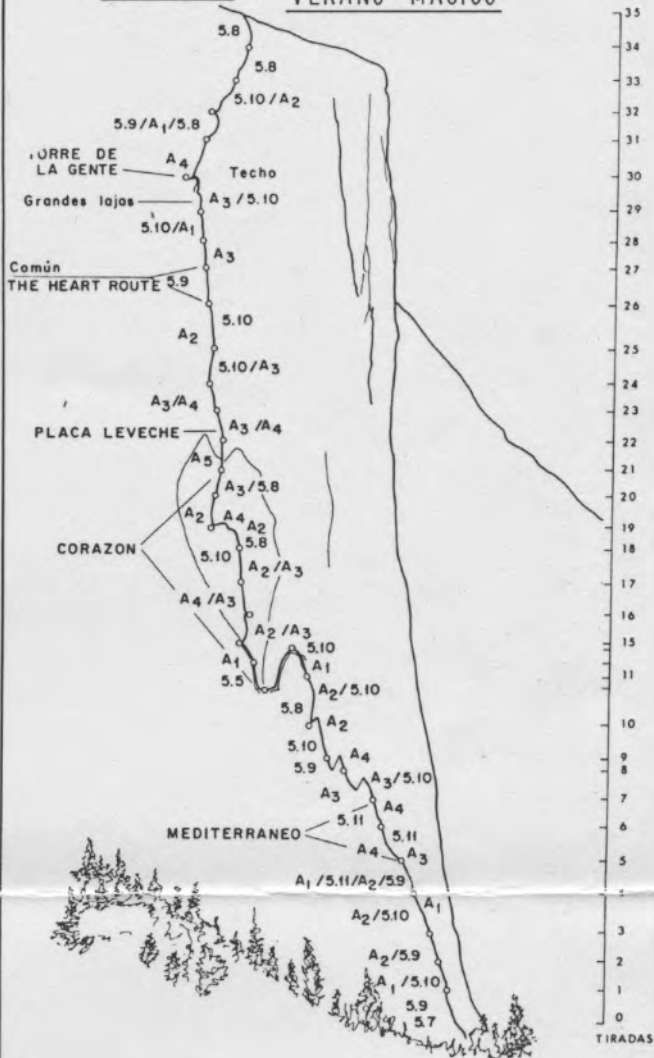 VERANO MAGICO
5.8
5.8
5.10/A2
5.9/A1/5.8
A4
TORRE DE
LA GENTE
Techo
Grandes lajas
A3/5.10
5.10/A1
A3
Común
THE HEART ROUTE
5.9
5.10
A2
5.10/A3
A3/A4
PLACA LEVECHE
A3/A4
A5
A3/5.8
A2
A4
A2
CORAZON
5.10
5.8
A2/A3
A4/A3
A2/A3
5.10
A1
A1
5.5
A2/5.10
5.8
A2
5.10
5.9
A4
A3/5.10
A3
A4
5.11
MEDITERRANEO
5.11
A4
A3
A1/5.11/A2/5.9
A1
A2/5.10
A2/5.9
A1/5.10
5.9
5.7
35
34
33
32
31
30
29
28
27
26
25
24
23
22
21
20
19
18
17
16
15
11
10
9
8
7
6
5
4
3
2
1
0
TIRADAS